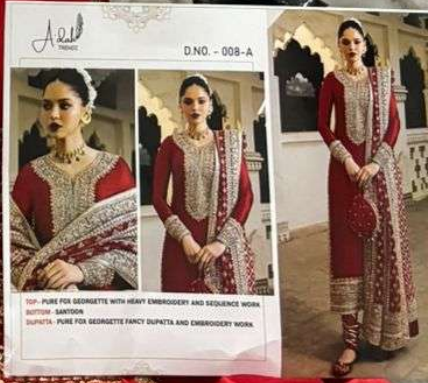 A'dab
TRENDZ
D.NO. - 008-A
TOP- PURE FOX GEORGETTE WITH HEAVY EMBROIDERY AND SEQUENCE WORK
BOTTOM - SANTOON
DUPATTA - PURE FOX GEORGETTE FANCY DUPATTA AND EMBROIDERY WORK